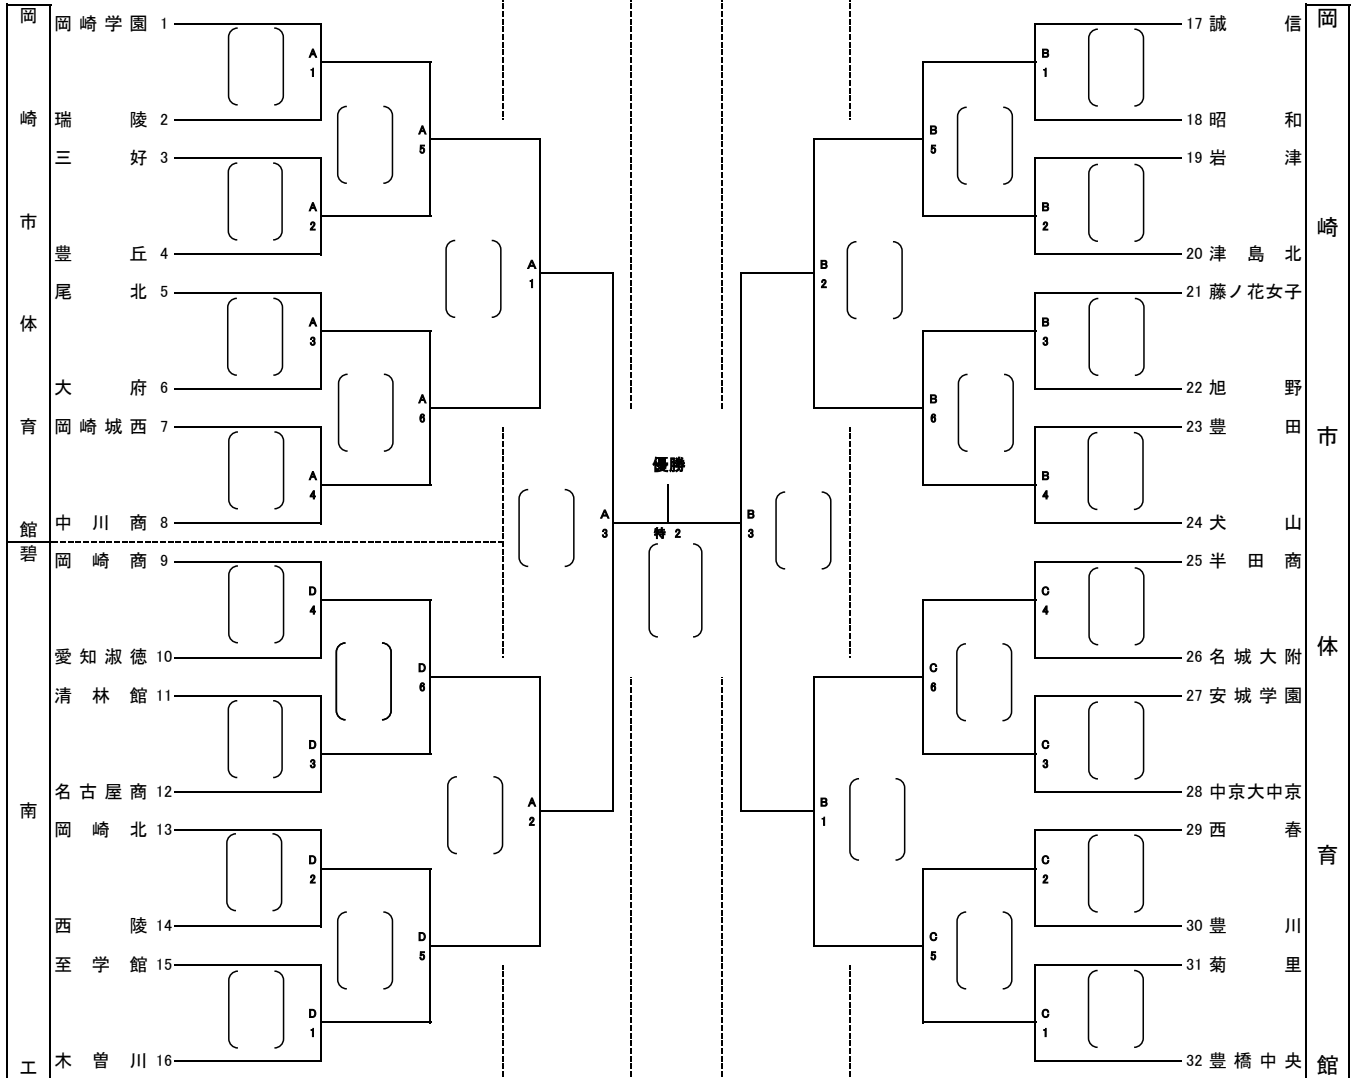 岡崎市体育館
岡崎学園 1
瑞陵 2
三好 3
豊丘 4
尾北 5
大府 6
岡崎城西 7
中川商 8
碧南工
岡崎商 9
愛知淑徳 10
清林館 11
名古屋商 12
岡崎北 13
西陵 14
至学館 15
木曽川 16
A1
A2
A3
A4
D4
D3
D2
D1
A5
A6
D6
D5
A1
A2
A3
優勝
特 2
B3
B2
B1
B5
B6
C6
C5
B1
B2
B3
B4
C4
C3
C2
C1
17 誠信
18 昭和
19 岩津
20 津島北
21 藤ノ花女子
22 旭野
23 豊田
24 犬山
25 半田商
26 名城大附
27 安城学園
28 中京大中京
29 西春
30 豊川
31 菊里
32 豊橋中央
岡崎市体育館